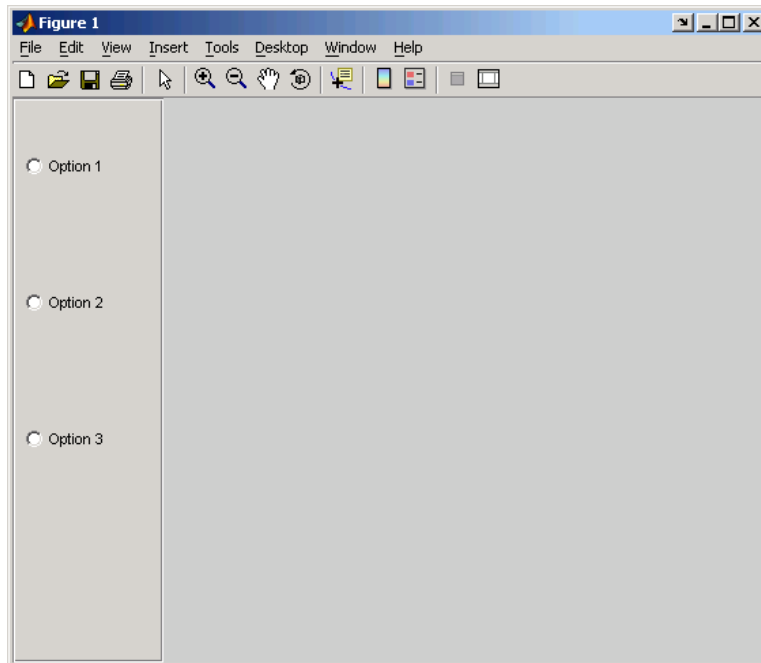 Figure 1
File Edit View Insert Tools Desktop Window Help
Option 1
Option 2
Option 3